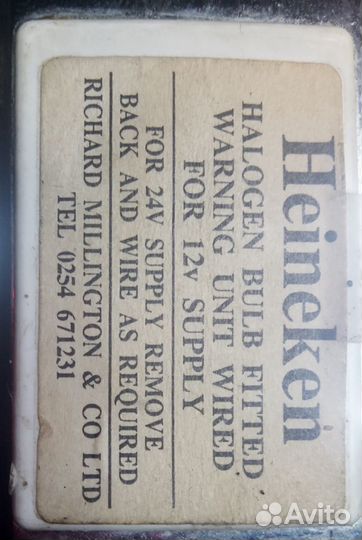 Heineken
HALOGEN BULB FITTED
WARNING UNIT WIRED
FOR 12v SUPPLY
FOR 24V SUPPLY REMOVE
BACK AND WIRE AS REQUIRED
RICHARD MILLINGTON & CO LTD
TEL 0254 671231
Avito